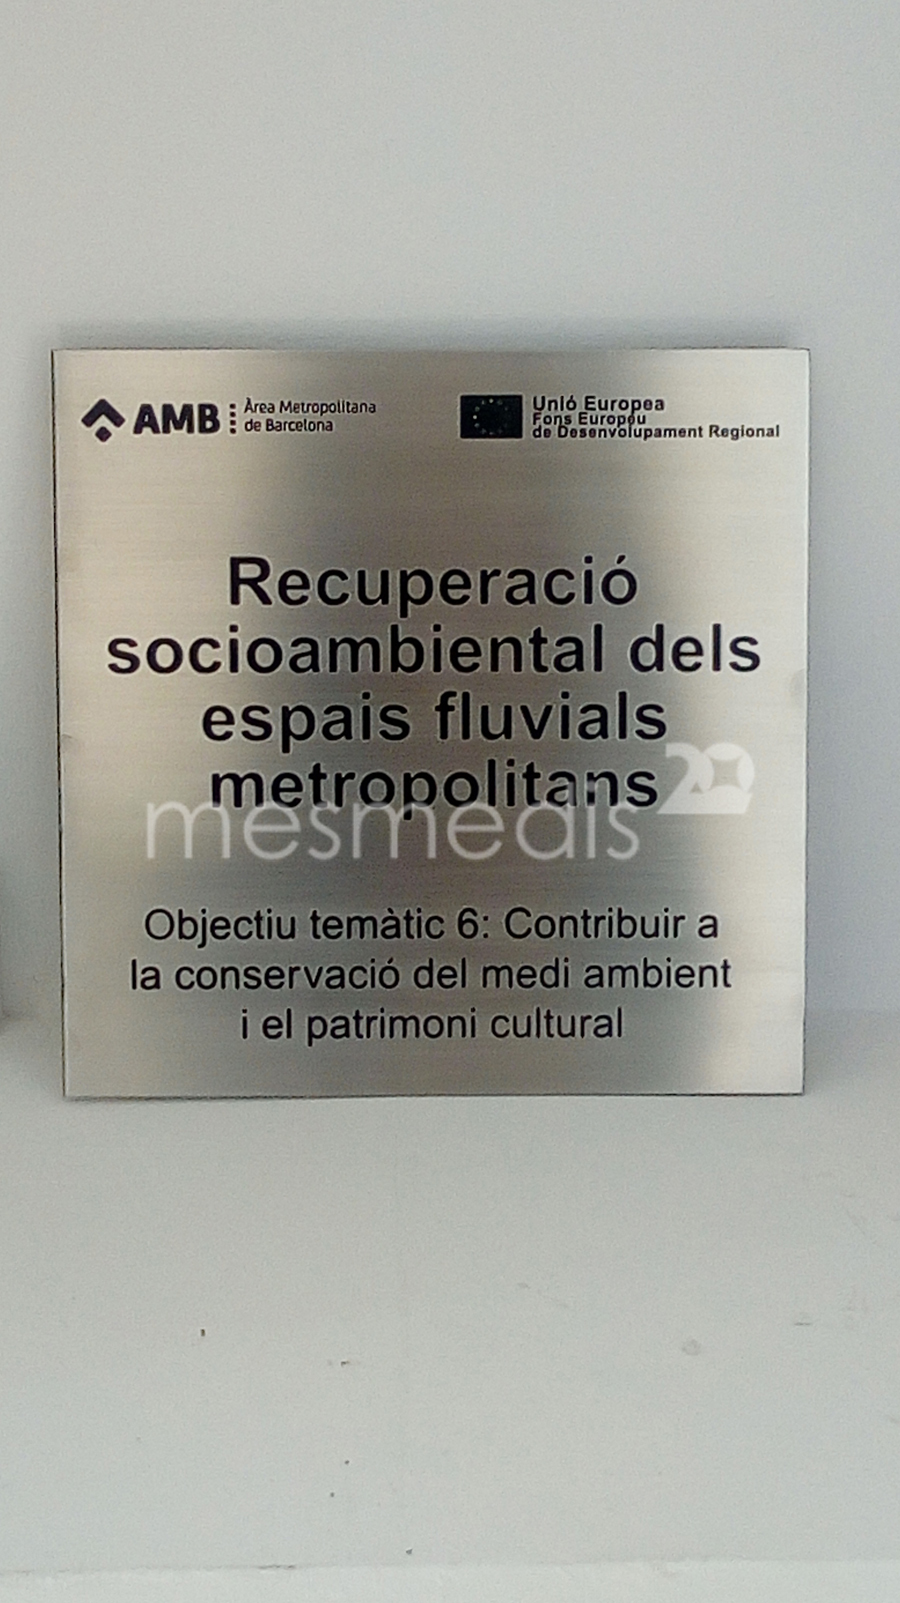 AMB
Àrea Metropolitana
de Barcelona
Unió Europea
Fons Europeu
de Desenvolupament Regional
Recuperació
socioambiental dels
espais fluvials
metropolitans
mesmedis20
Objectiu temàtic 6: Contribuir a
la conservació del medi ambient
i el patrimoni cultural